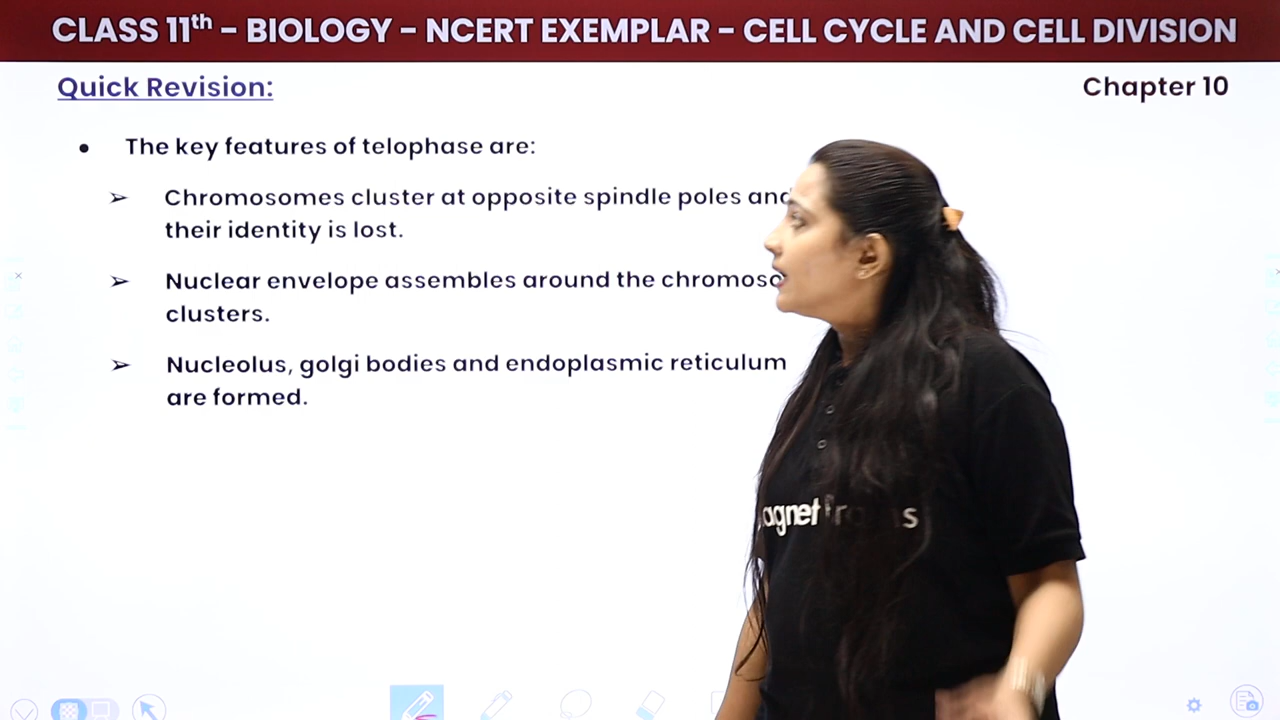 CLASS 11th – BIOLOGY – NCERT EXEMPLAR – CELL CYCLE AND CELL DIVISION
Quick Revision:
Chapter 10
• The key features of telophase are:
➢ Chromosomes cluster at opposite spindle poles and
their identity is lost.
➢ Nuclear envelope assembles around the
clusters.
➢ Nucleolus, golgi bodies and endoplasmic reticulum
are formed.